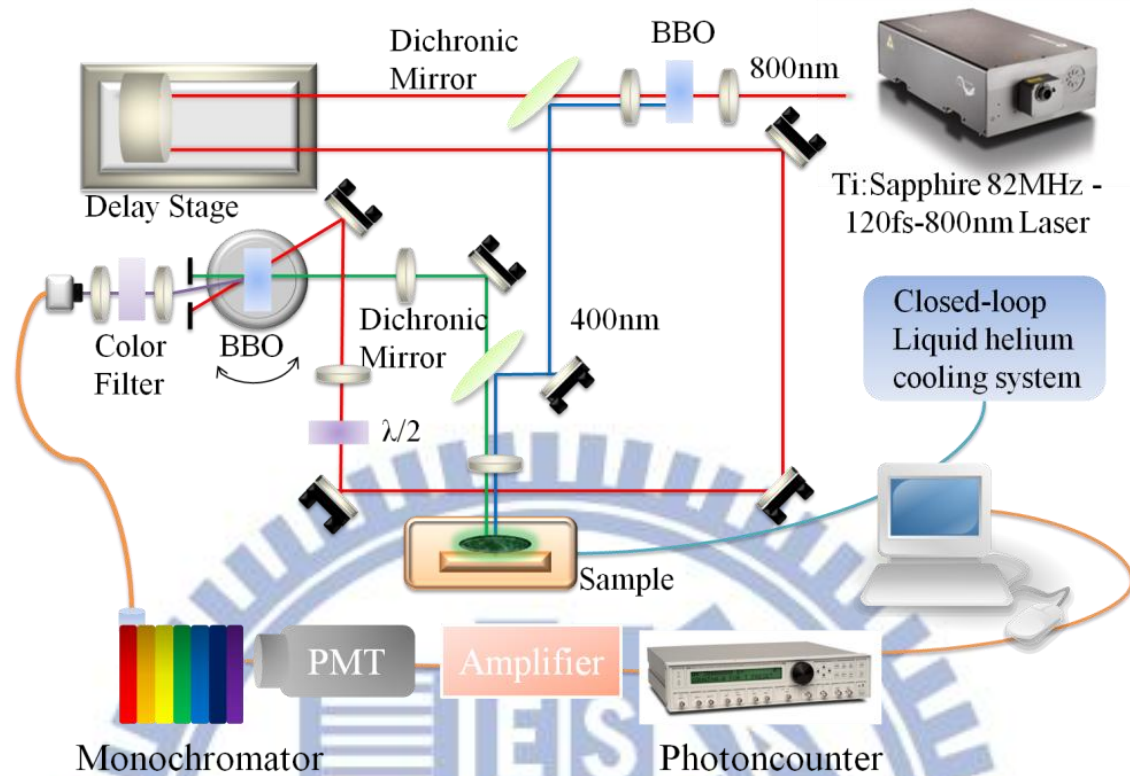 Dichronic
Mirror
BBO
800nm
Ti:Sapphire 82MHz -
120fs-800nm Laser
Delay Stage
Color
Filter
BBO
Dichronic
Mirror
400nm
λ/2
Closed-loop
Liquid helium
cooling system
Sample
Monochromator
PMT
Amplifier
Photoncounter